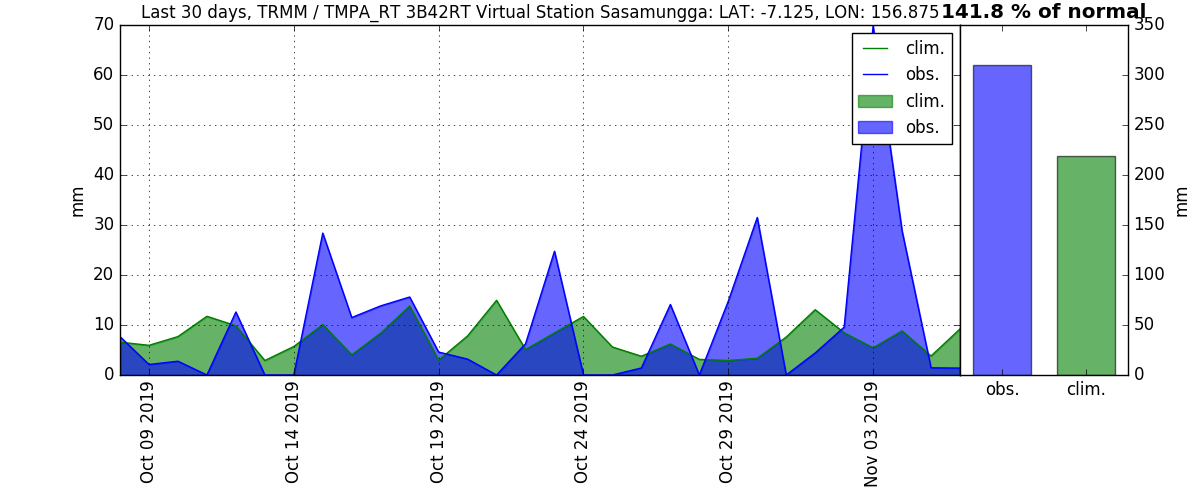 Last 30 days, TRMM / TMPA_RT 3B42RT Virtual Station Sasamungga: LAT: -7.125, LON: 156.875
141.8 % of normal
70
60
50
40
30
20
10
0
mm
clim.
obs.
clim.
obs.
Oct 09 2019
Oct 14 2019
Oct 19 2019
Oct 24 2019
Oct 29 2019
Nov 03 2019
350
300
250
200
150
100
50
0
mm
obs.
clim.